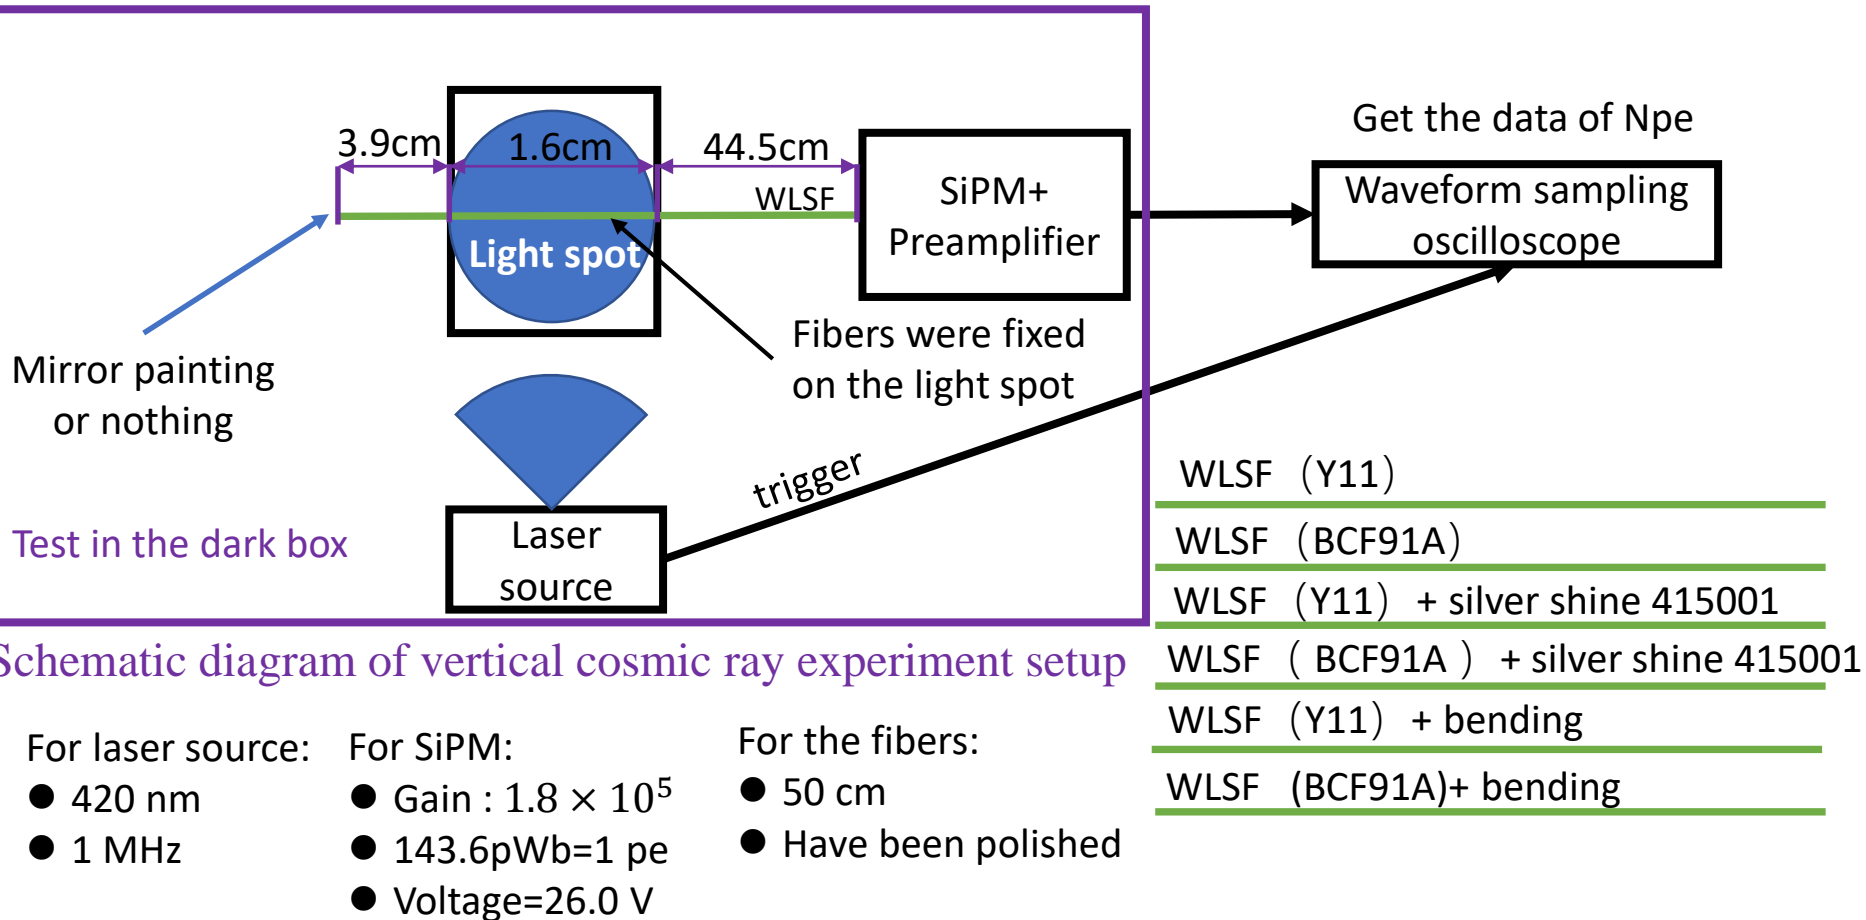 3.9cm
1.6cm
44.5cm
WLSF
Light spot
SiPM+
Preamplifier
Get the data of Npe
Waveform sampling
oscilloscope
Mirror painting
or nothing
Fibers were fixed
on the light spot
trigger
Test in the dark box
Laser
source
WLSF （Y11）
WLSF （BCF91A）
WLSF （Y11） + silver shine 415001
WLSF （ BCF91A ） + silver shine 415001
WLSF （Y11） + bending
WLSF (BCF91A)+ bending
Schematic diagram of vertical cosmic ray experiment setup
For laser source:
● 420 nm
● 1 MHz
For SiPM:
● Gain : 1.8 × 10⁵
● 143.6pWb=1 pe
● Voltage=26.0 V
For the fibers:
● 50 cm
● Have been polished